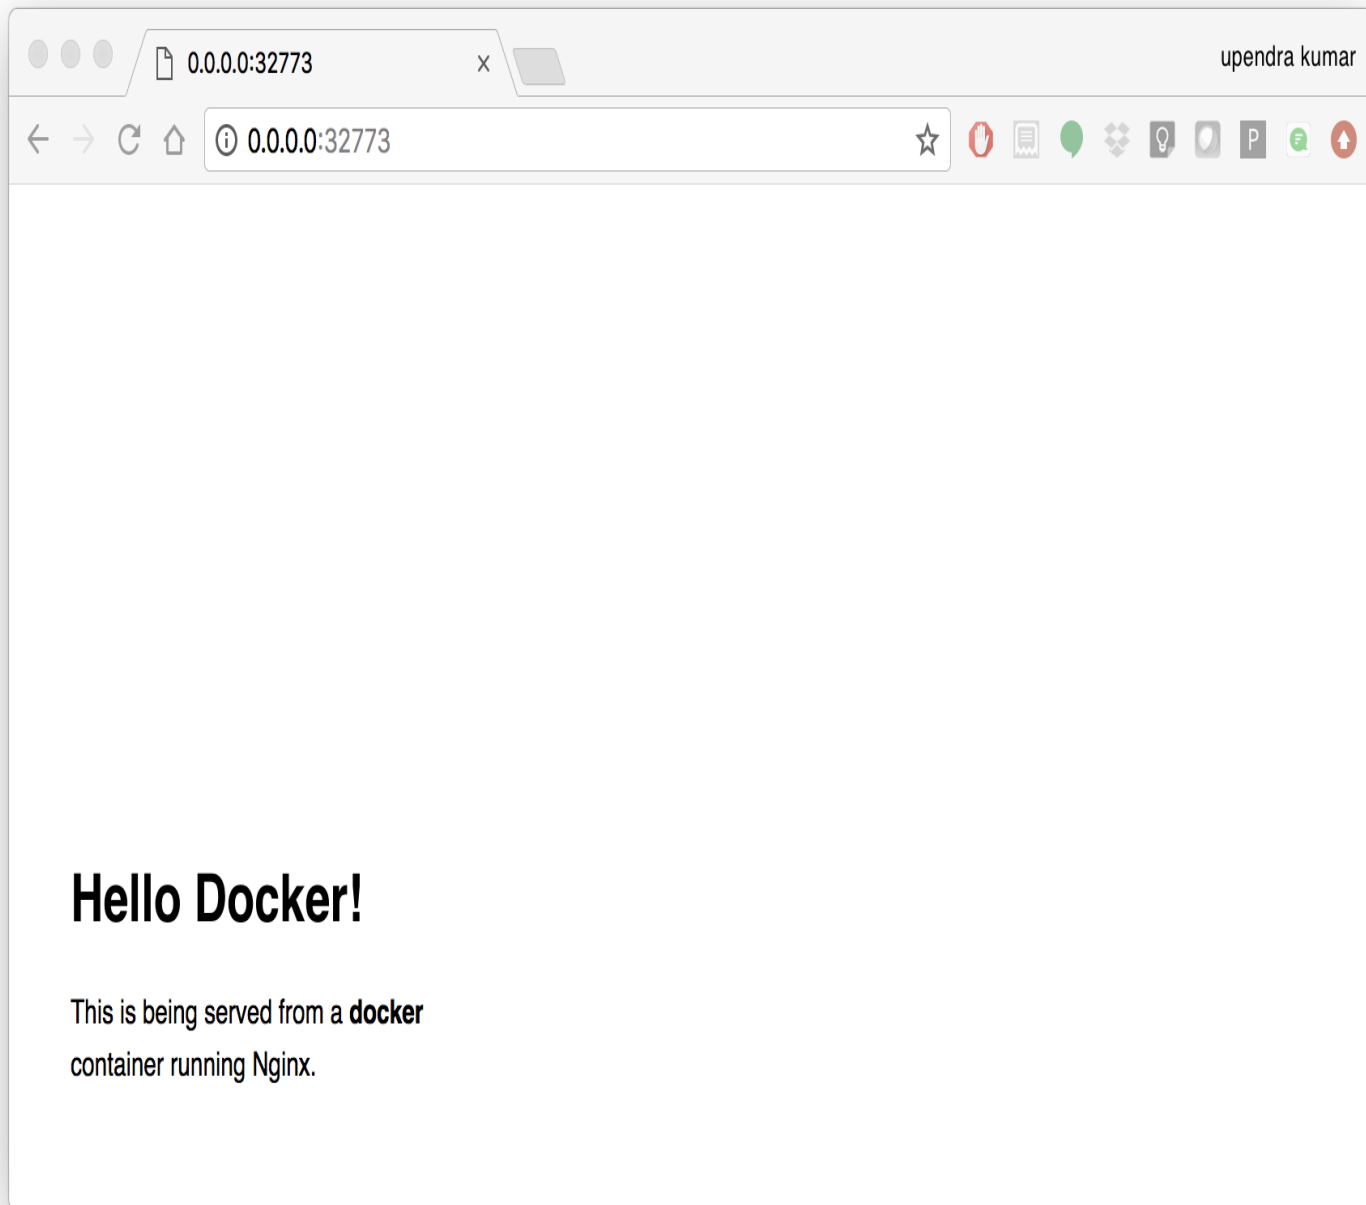 0.0.0.0:32773
upendra kumar
0.0.0.0:32773
P
Hello Docker!
This is being served from a docker
container running Nginx.